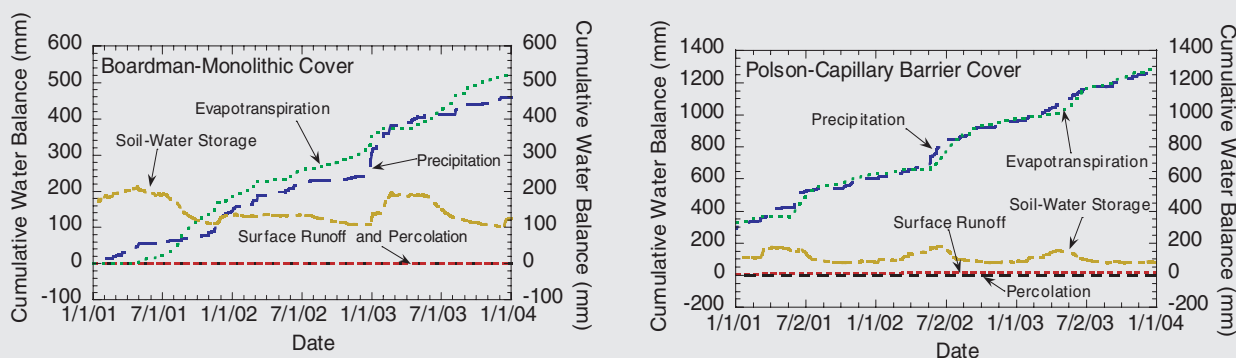 Cumulative Water Balance (mm)
600
500
400
300
200
100
0
-100
Boardman-Monolithic Cover
Evapotranspiration
Soil-Water Storage
Precipitation
Surface Runoff and Percolation
600
500
400
300
200
100
0
-100
Cumulative Water Balance (mm)
1/1/01 7/1/01 1/1/02 7/1/02 1/1/03 7/1/03 1/1/04
Date
Cumulative Water Balance (mm)
1400
1200
1000
800
600
400
200
0
-200
Polson-Capillary Barrier Cover
Precipitation
Evapotranspiration
Soil-Water Storage
Surface Runoff
Percolation
1400
1200
1000
800
600
400
200
0
-200
Cumulative Water Balance (mm)
1/1/01 7/2/01 1/1/02 7/2/02 1/1/03 7/2/03 1/1/04
Date